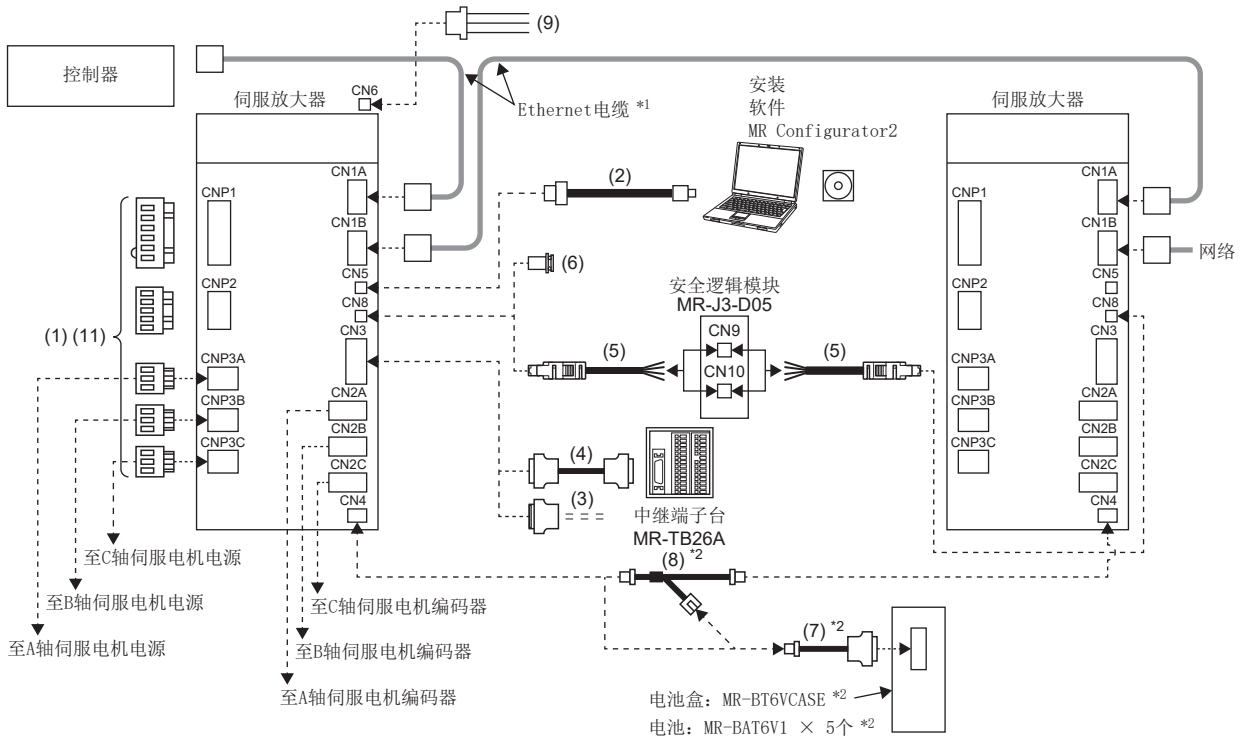 (9)
控制器
CN6
伺服放大器
Ethernet电缆 *1
安装
软件
MR Configurator2
伺服放大器
CN1A
CNP1
CN1B
CN5
CNP2
CN8
CN3
(1) (11)
CNP3A
CN2A
CNP3B
CN2B
CNP3C
CN2C
CN4
(2)
(6)
安全逻辑模块
MR-J3-D05
CN9
(5)
(5)
CN10
(4)
(3)
中继端子台
MR-TB26A
(8) *2
CN1A
CNP1
CN1B
网络
CN5
CNP2
CN8
CN3
CNP3A
CN2A
CNP3B
CN2B
CNP3C
CN2C
CN4
至C轴伺服电机电源
至B轴伺服电机电源
至A轴伺服电机电源
至C轴伺服电机编码器
至B轴伺服电机编码器
至A轴伺服电机编码器
(7) *2
电池盒：MR-BT6VCASE *2
电池：MR-BAT6V1 × 5个 *2